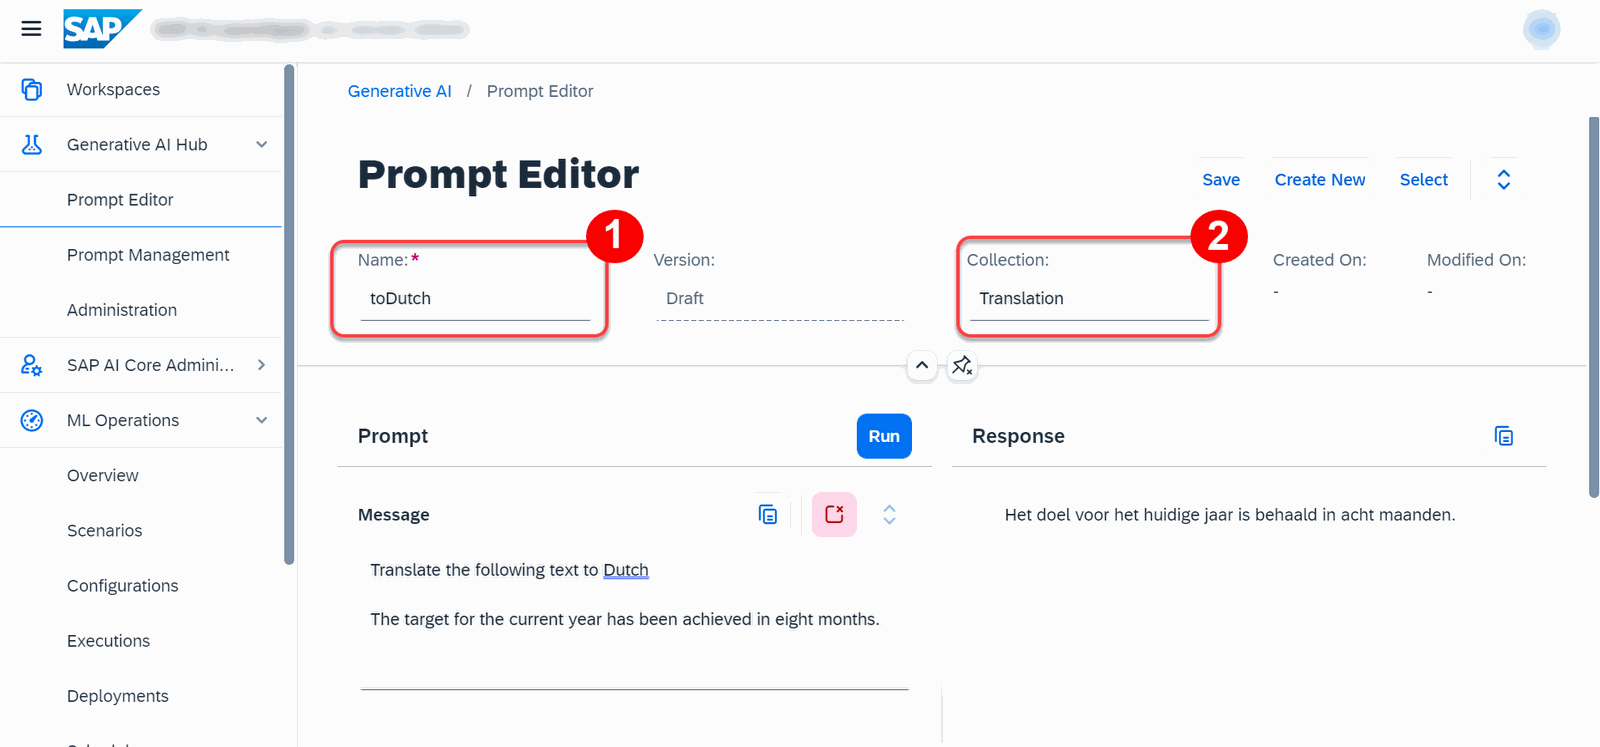 SAP
Workspaces
Generative AI Hub
Prompt Editor
Prompt Management
Administration
SAP AI Core Admini...
ML Operations
Overview
Scenarios
Configurations
Executions
Deployments
Generative AI / Prompt Editor
Prompt Editor
Save Create New Select
1 2
Name:* Version: Collection: Created On: Modified On:
toDutch Draft Translation - -
Prompt Run Response
Message
Het doel voor het huidige jaar is behaald in acht maanden.
Translate the following text to Dutch
The target for the current year has been achieved in eight months.